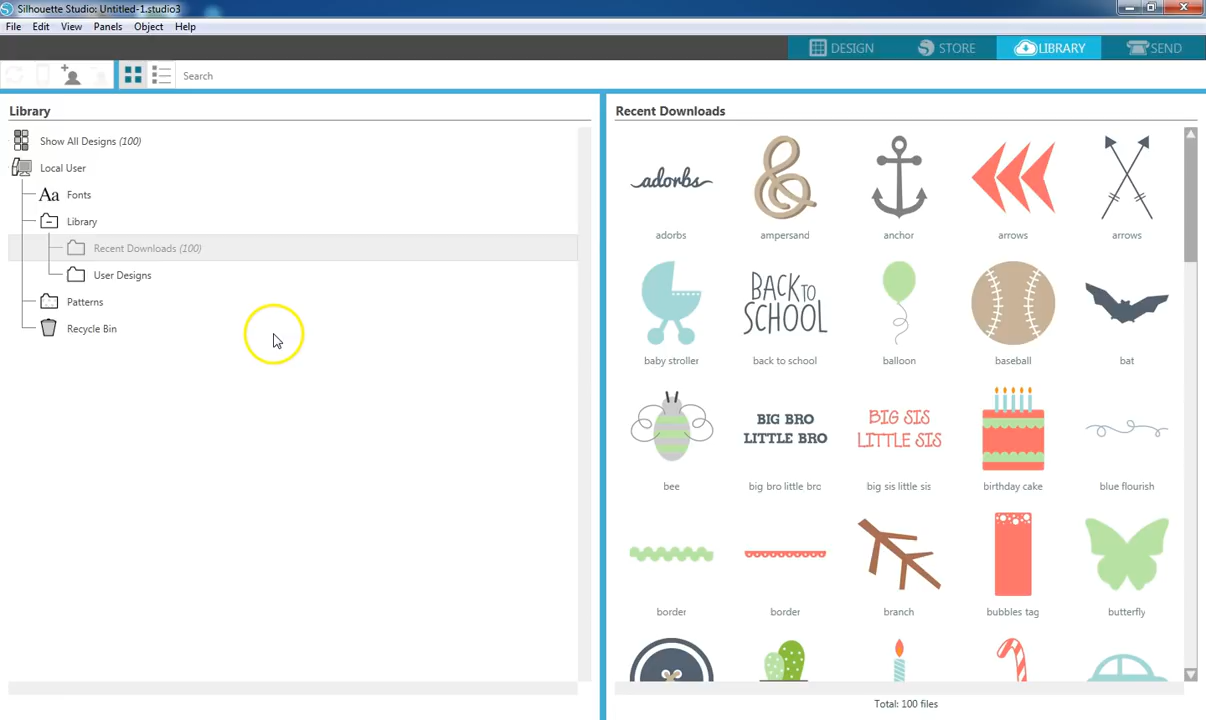 Silhouette Studio: Untitled-1.studio3
File Edit View Panels Object Help
DESIGN STORE LIBRARY SEND
Search
Library
Show All Designs (100)
Local User
Aa Fonts
Library
Recent Downloads (100)
User Designs
Patterns
Recycle Bin
Recent Downloads
adorbs
adorbs ampersand anchor arrows arrows
BACK TO
SCHOOL
baby stroller back to school balloon baseball bat
BIG BRO
LITTLE BRO
BIG SIS
LITTLE SIS
bee big bro little bro big sis little sis birthday cake blue flourish
border border branch bubbles tag butterfly
Total: 100 files